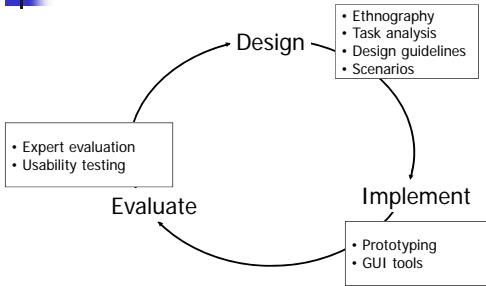 Design
• Ethnography
• Task analysis
• Design guidelines
• Scenarios
Implement
• Prototyping
• GUI tools
Evaluate
• Expert evaluation
• Usability testing